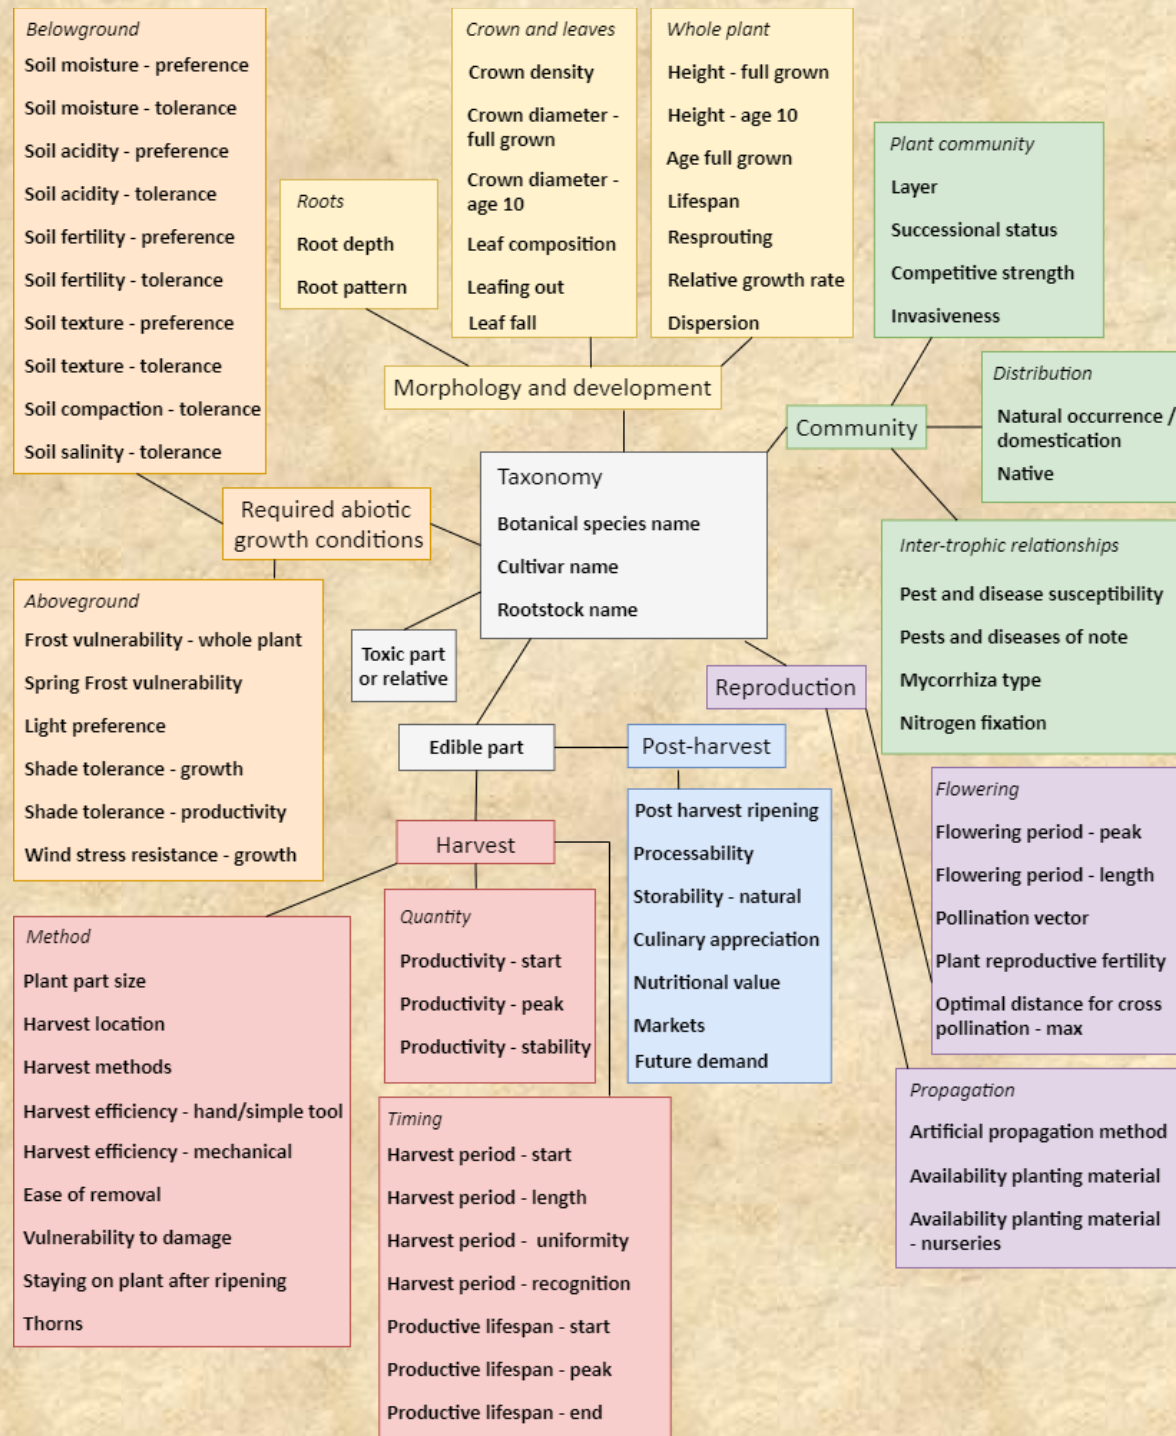 Belowground
Soil moisture - preference
Soil moisture - tolerance
Soil acidity - preference
Soil acidity - tolerance
Soil fertility - preference
Soil fertility - tolerance
Soil texture - preference
Soil texture - tolerance
Soil compaction - tolerance
Soil salinity - tolerance
Roots
Root depth
Root pattern
Crown and leaves
Crown density
Crown diameter -
full grown
Crown diameter -
age 10
Leaf composition
Leafing out
Leaf fall
Whole plant
Height - full grown
Height - age 10
Age full grown
Lifespan
Resprouting
Relative growth rate
Dispersion
Plant community
Layer
Successional status
Competitive strength
Invasiveness
Morphology and development
Community
Distribution
Natural occurrence /
domestication
Native
Taxonomy
Botanical species name
Cultivar name
Rootstock name
Required abiotic
growth conditions
Inter-trophic relationships
Pest and disease susceptibility
Pests and diseases of note
Mycorrhiza type
Nitrogen fixation
Aboveground
Frost vulnerability - whole plant
Spring Frost vulnerability
Light preference
Shade tolerance - growth
Shade tolerance - productivity
Wind stress resistance - growth
Toxic part
or relative
Reproduction
Edible part
Post-harvest
Post harvest ripening
Processability
Storability - natural
Culinary appreciation
Nutritional value
Markets
Future demand
Flowering
Flowering period - peak
Flowering period - length
Pollination vector
Plant reproductive fertility
Optimal distance for cross
pollination - max
Harvest
Method
Plant part size
Harvest location
Harvest methods
Harvest efficiency - hand/simple tool
Harvest efficiency - mechanical
Ease of removal
Vulnerability to damage
Staying on plant after ripening
Thorns
Quantity
Productivity - start
Productivity - peak
Productivity - stability
Timing
Harvest period - start
Harvest period - length
Harvest period - uniformity
Harvest period - recognition
Productive lifespan - start
Productive lifespan - peak
Productive lifespan - end
Propagation
Artificial propagation method
Availability planting material
Availability planting material
- nurseries